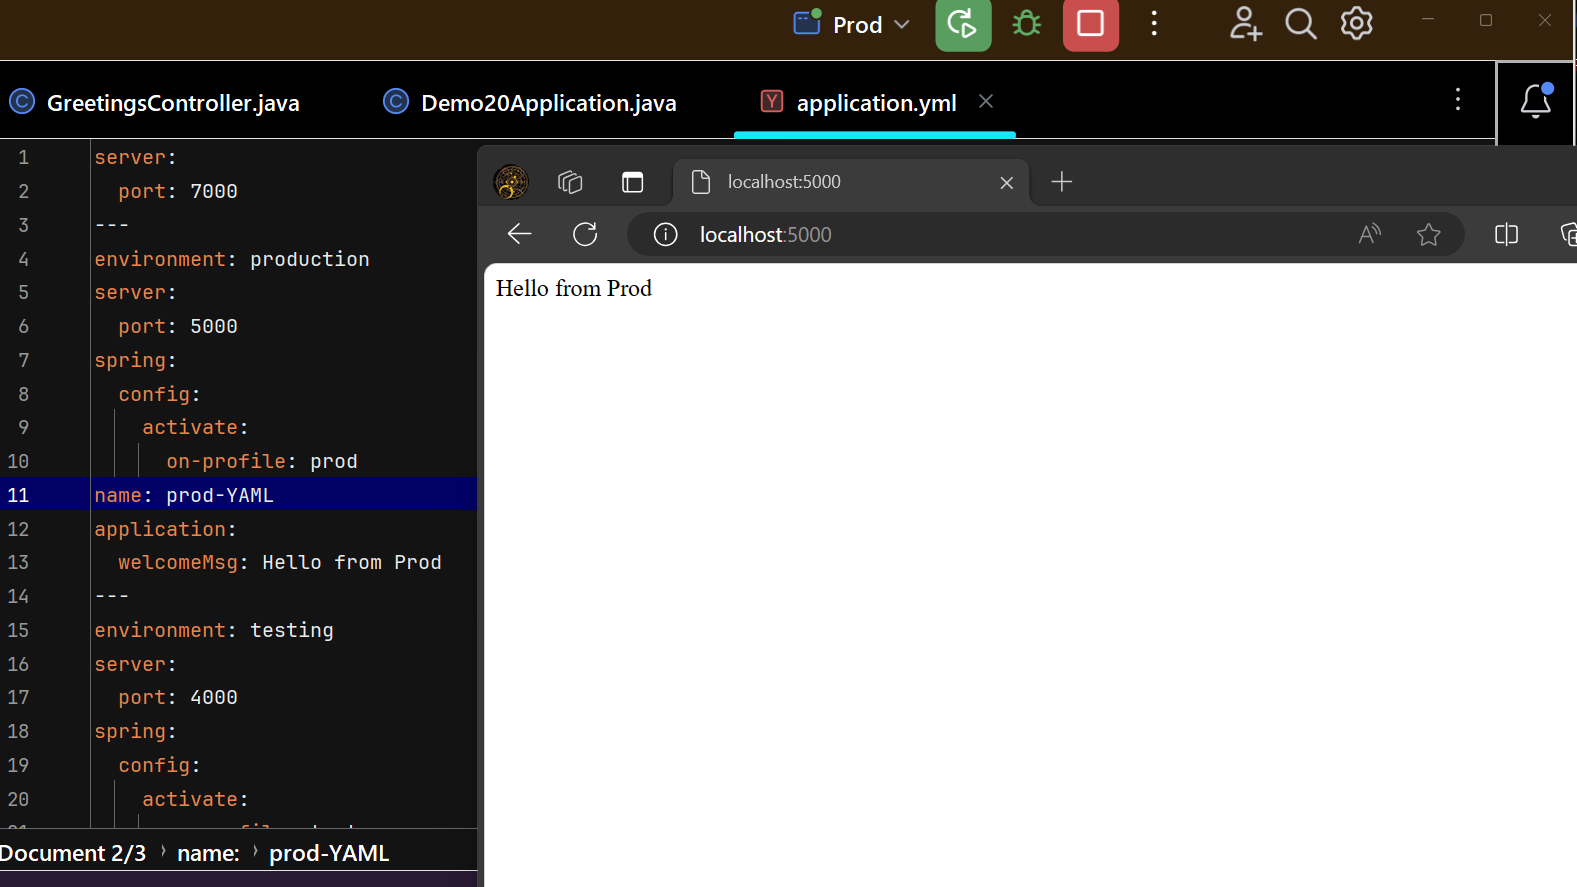 Prod
GreetingsController.java
Demo20Application.java
application.yml
1 server:
2 port: 7000
3 ---
4 environment: production
5 server:
6 port: 5000
7 spring:
8 config:
9 activate:
10 on-profile: prod
11 name: prod-YAML
12 application:
13 welcomeMsg: Hello from Prod
14 ---
15 environment: testing
16 server:
17 port: 4000
18 spring:
19 config:
20 activate:
Document 2/3 › name: › prod-YAML
localhost:5000
localhost:5000
Hello from Prod